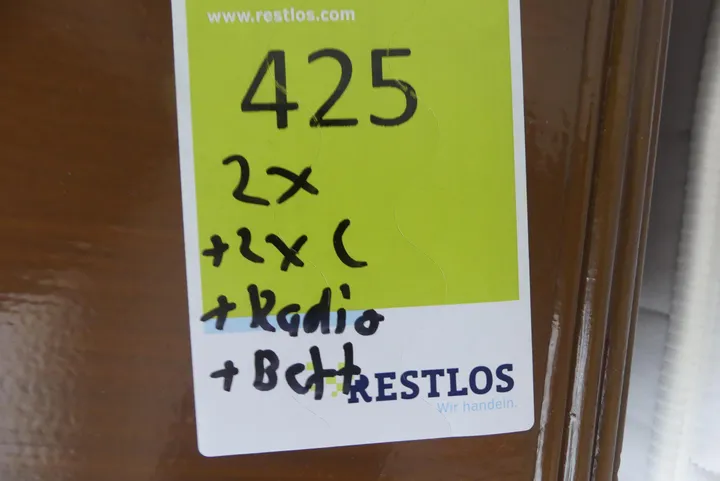 www.restlos.com
425
2x
+2x C
+Radio
+Bett
RESTLOS
Wir handeln.